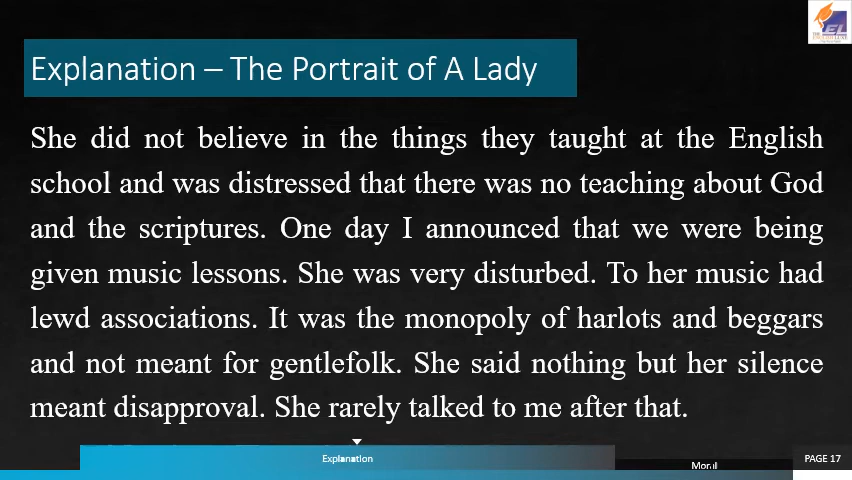 EL
Explanation – The Portrait of A Lady
She did not believe in the things they taught at the English
school and was distressed that there was no teaching about God
and the scriptures. One day I announced that we were being
given music lessons. She was very disturbed. To her music had
lewd associations. It was the monopoly of harlots and beggars
and not meant for gentlefolk. She said nothing but her silence
meant disapproval. She rarely talked to me after that.
Explanation
Moral
PAGE 17